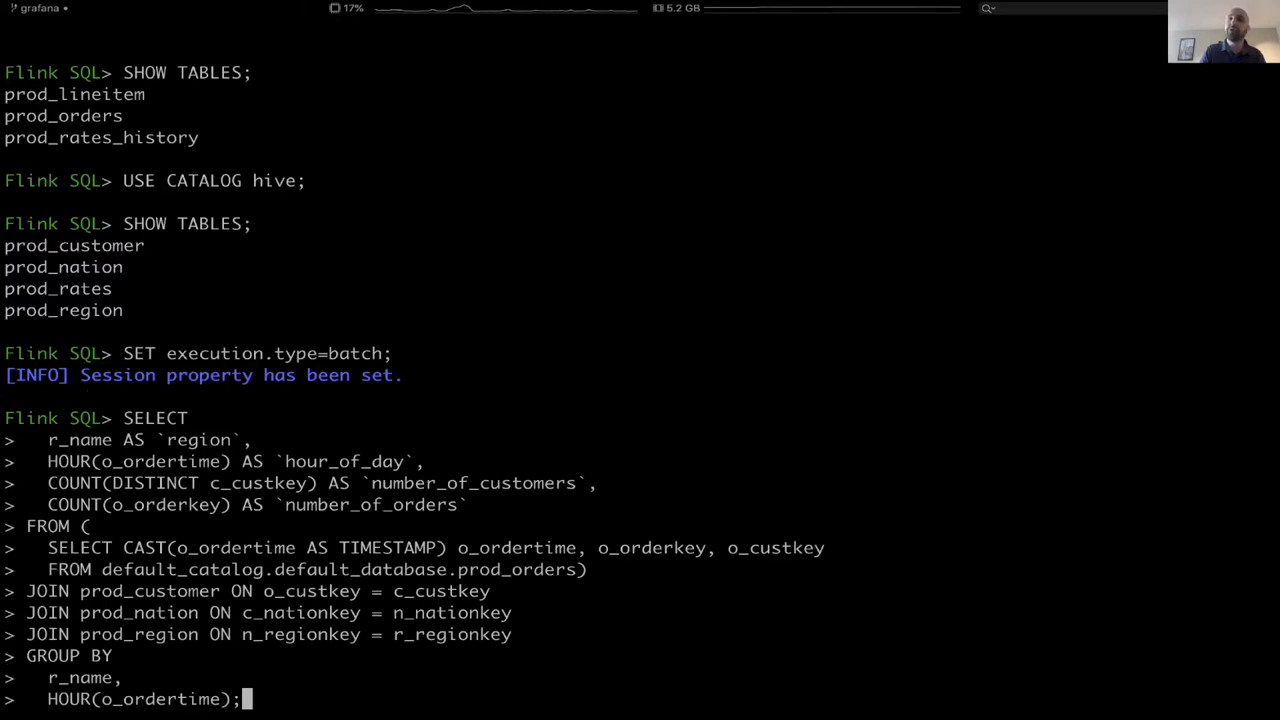 grafana •
17%
5.2 GB
Flink SQL> SHOW TABLES;
prod_lineitem
prod_orders
prod_rates_history
Flink SQL> USE CATALOG hive;
Flink SQL> SHOW TABLES;
prod_customer
prod_nation
prod_rates
prod_region
Flink SQL> SET execution.type=batch;
[INFO] Session property has been set.
Flink SQL> SELECT
>   r_name AS `region`,
>   HOUR(o_ordertime) AS `hour_of_day`,
>   COUNT(DISTINCT c_custkey) AS `number_of_customers`,
>   COUNT(o_orderkey) AS `number_of_orders`
> FROM (
>   SELECT CAST(o_ordertime AS TIMESTAMP) o_ordertime, o_orderkey, o_custkey
>   FROM default_catalog.default_database.prod_orders)
> JOIN prod_customer ON o_custkey = c_custkey
> JOIN prod_nation ON c_nationkey = n_nationkey
> JOIN prod_region ON n_regionkey = r_regionkey
> GROUP BY
>   r_name,
>   HOUR(o_ordertime);